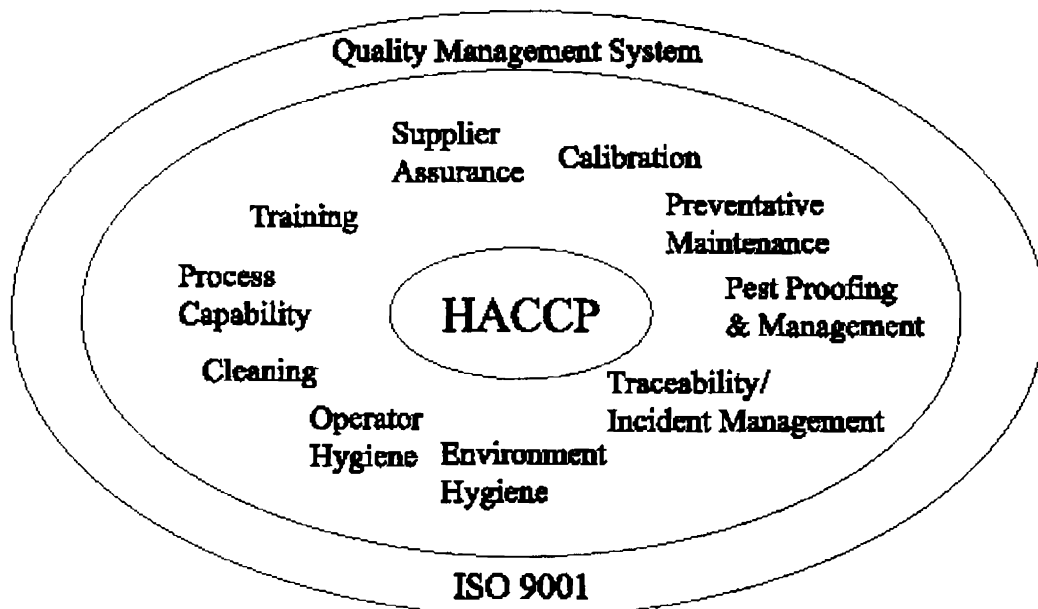 Quality Management System
Supplier
Assurance
Calibration
Training
Preventative
Maintenance
Process
Capability
HACCP
Pest Proofing
& Management
Cleaning
Traceability/
Incident Management
Operator
Hygiene
Environment
Hygiene
ISO 9001